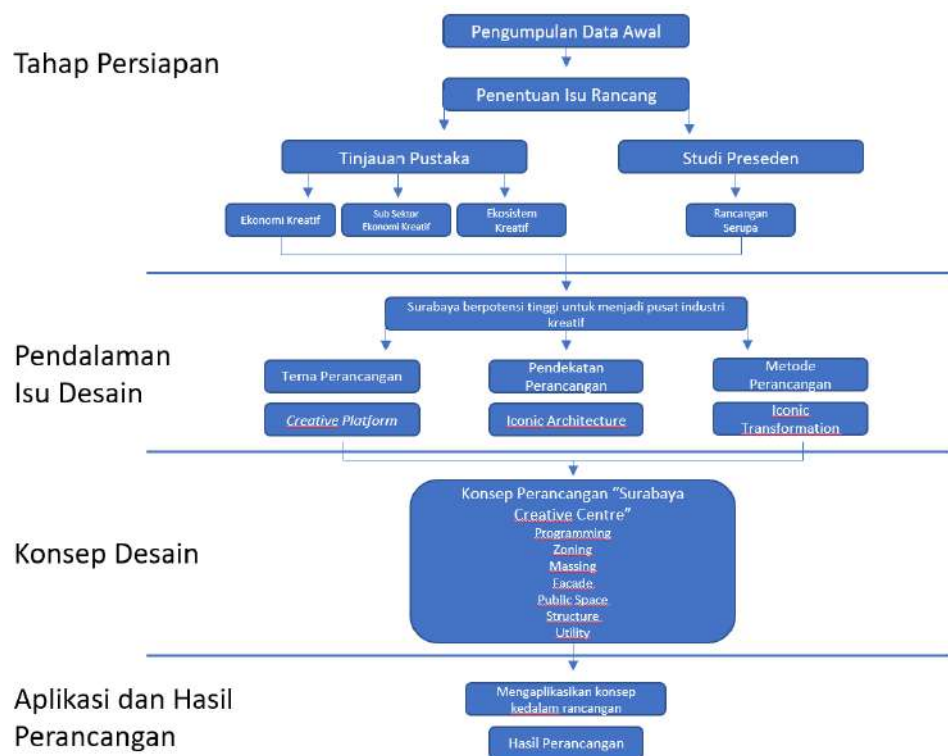 Tahap Persiapan
Pengumpulan Data Awal
Penentuan Isu Rancang
Tinjauan Pustaka
Studi Preseden
Ekonomi Kreatif
Sub Sektor
Ekonomi Kreatif
Ekosistem
Kreatif
Rancangan
Serupa
Pendalaman
Isu Desain
Surabaya berpotensi tinggi untuk menjadi pusat industri
kreatif
Tema Perancangan
Pendekatan
Perancangan
Metode
Perancangan
Creative Platform
Iconic Architecture
Iconic
Transformation
Konsep Desain
Konsep Perancangan "Surabaya
Creative Centre"
Programming
Zoning
Massing
Facade
Public Space
Structure
Utility
Aplikasi dan Hasil
Perancangan
Mengaplikasikan konsep
kedalam rancangan
Hasil Perancangan